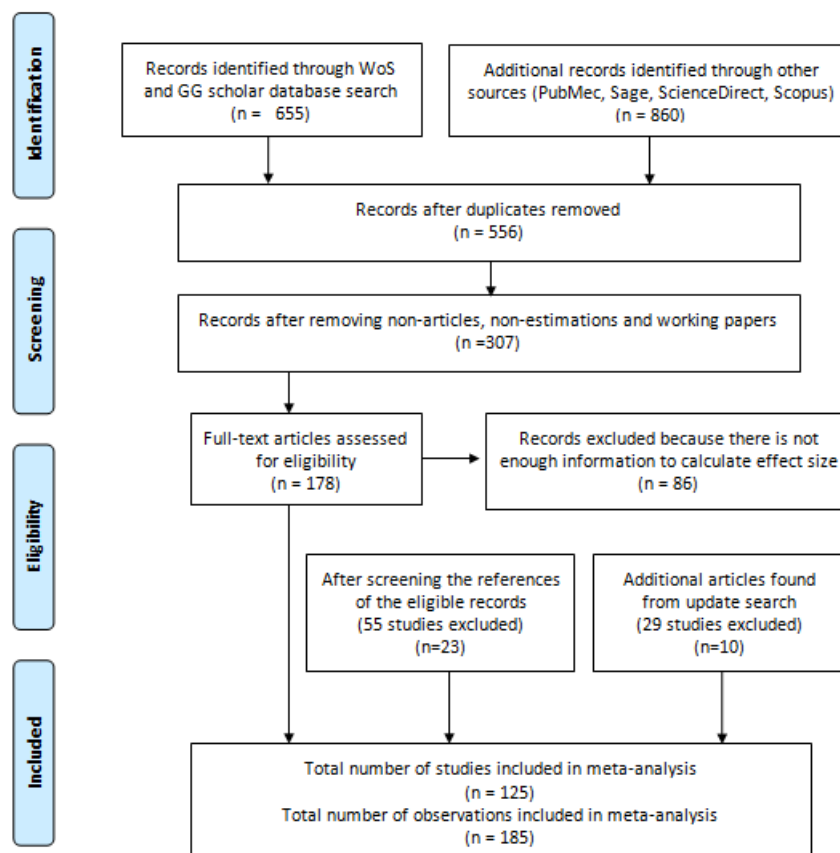 Identification
Records identified through WoS
and GG scholar database search
(n = 655)
Additional records identified through other
sources (PubMec, Sage, ScienceDirect, Scopus)
(n = 860)
Records after duplicates removed
(n = 556)
Screening
Records after removing non-articles, non-estimations and working papers
(n =307)
Eligibility
Full-text articles assessed
for eligibility
(n = 178)
Records excluded because there is not
enough information to calculate effect size
(n = 86)
After screening the references
of the eligible records
(55 studies excluded)
(n=23)
Additional articles found
from update search
(29 studies excluded)
(n=10)
Included
Total number of studies included in meta-analysis
(n = 125)
Total number of observations included in meta-analysis
(n = 185)